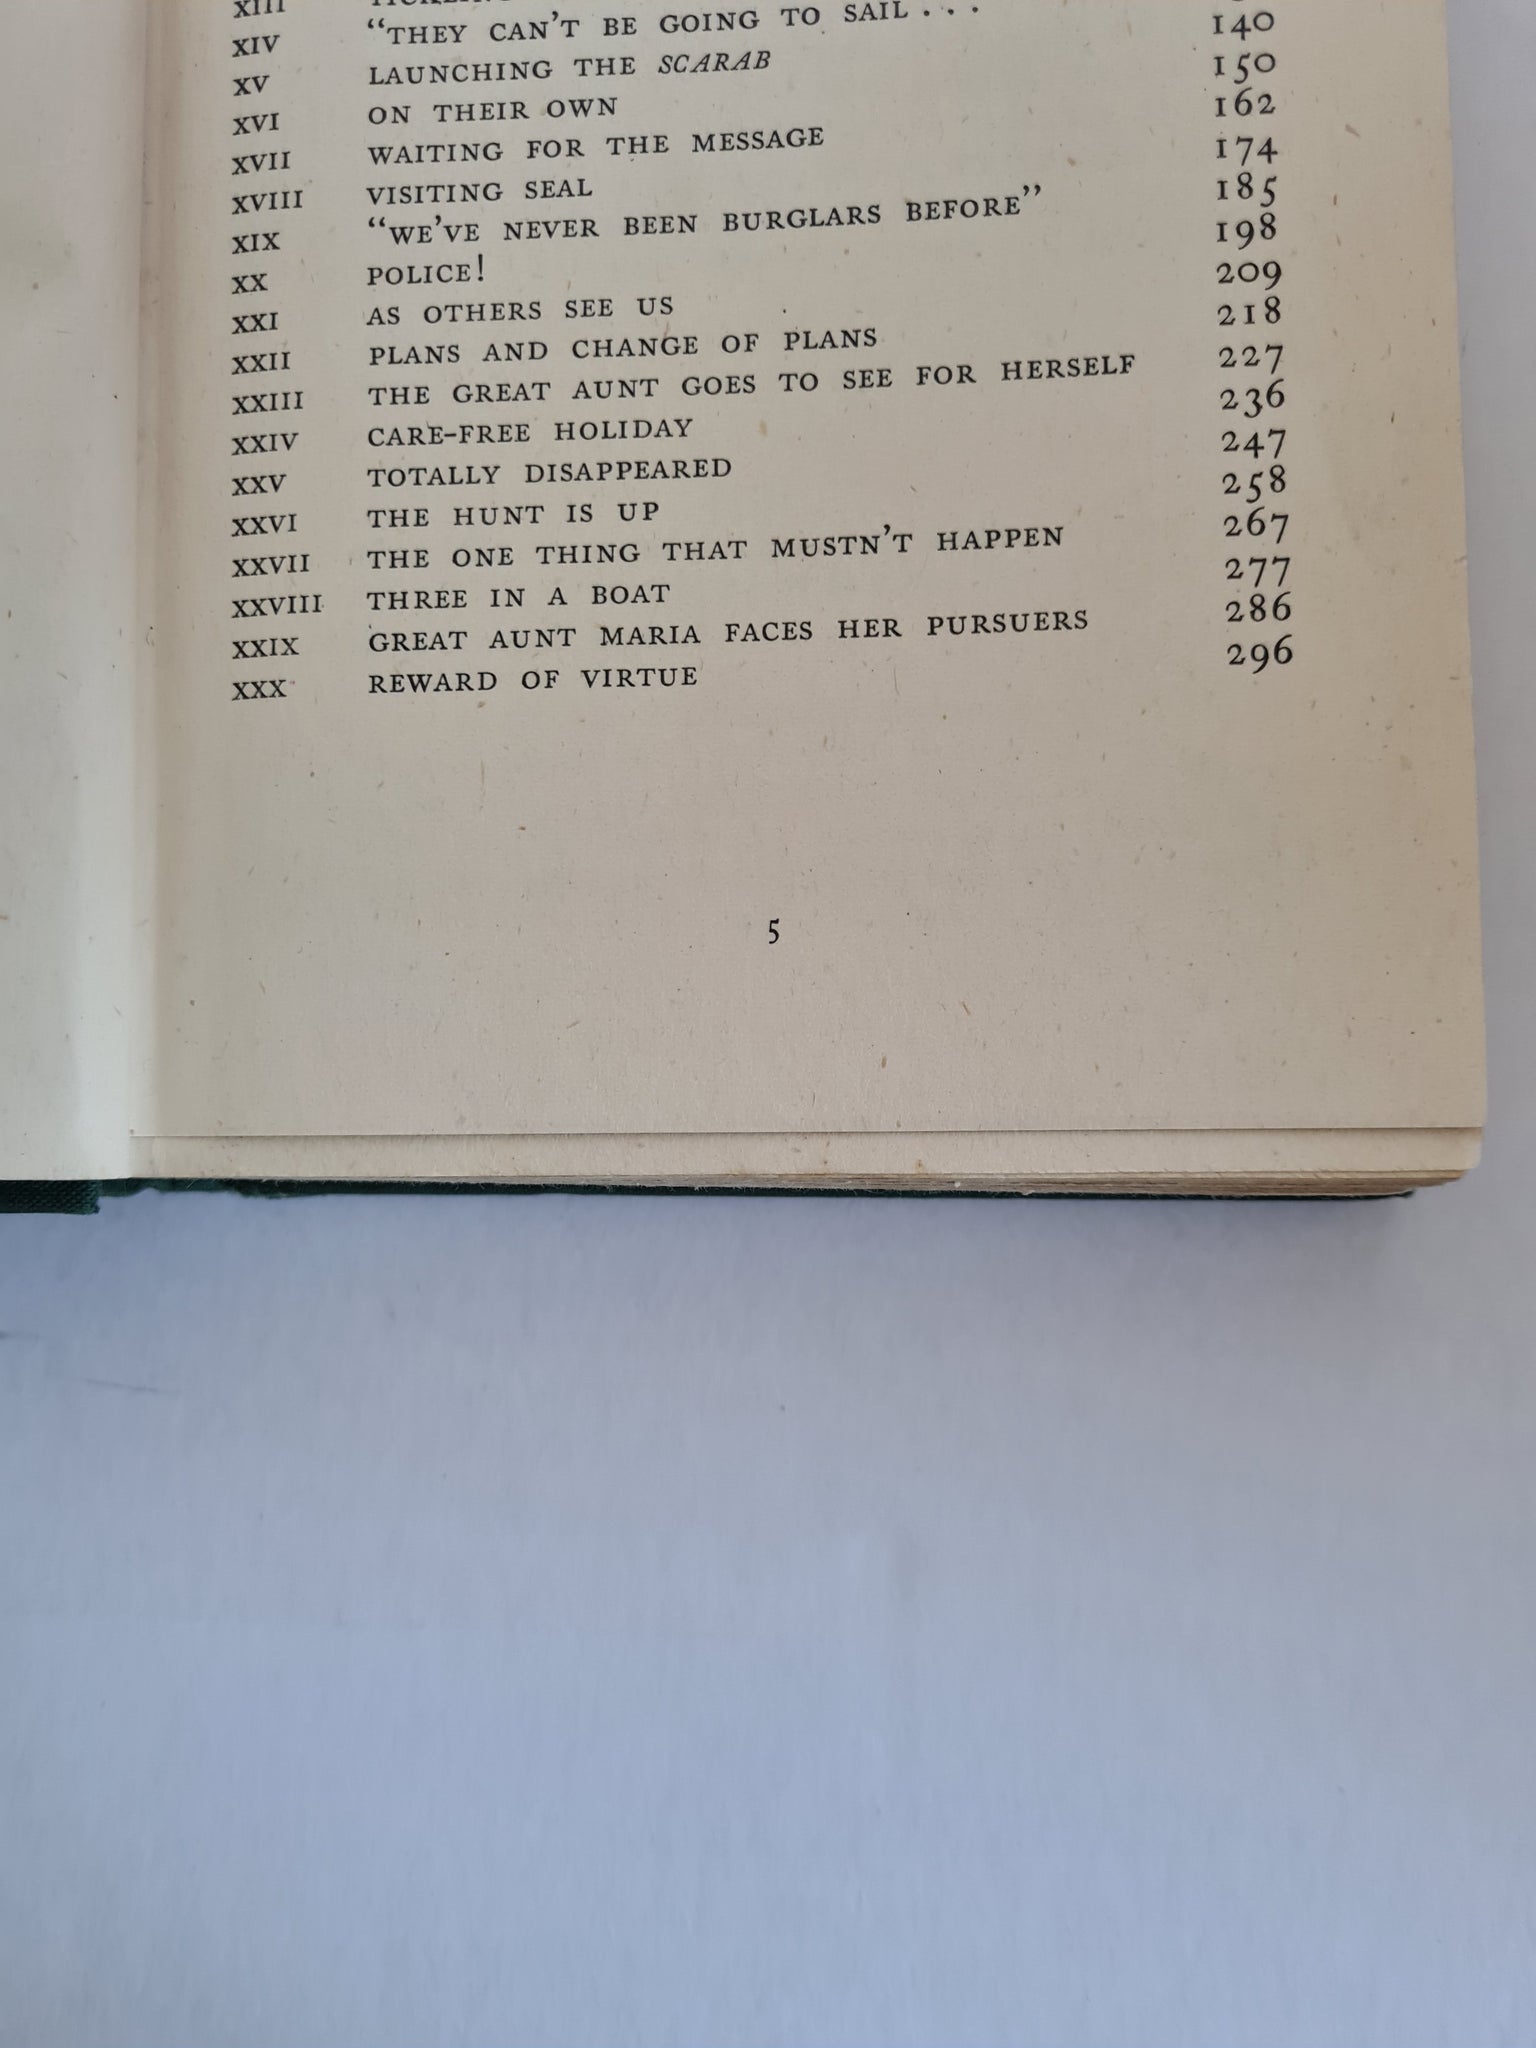 XIII
XIV "THEY CAN'T BE GOING TO SAIL . . .
XV LAUNCHING THE SCARAB 140
XVI ON THEIR OWN 150
XVII WAITING FOR THE MESSAGE 162
XVIII VISITING SEAL 174
XIX "WE'VE NEVER BEEN BURGLARS BEFORE" 185
XX POLICE! 198
XXI AS OTHERS SEE US 209
XXII PLANS AND CHANGE OF PLANS 218
XXIII THE GREAT AUNT GOES TO SEE FOR HERSELF 227
XXIV CARE-FREE HOLIDAY 236
XXV TOTALLY DISAPPEARED 247
XXVI THE HUNT IS UP 258
XXVII THE ONE THING THAT MUSTN'T HAPPEN 267
XXVIII THREE IN A BOAT 277
XXIX GREAT AUNT MARIA FACES HER PURSUERS 286
XXX REWARD OF VIRTUE 296
5